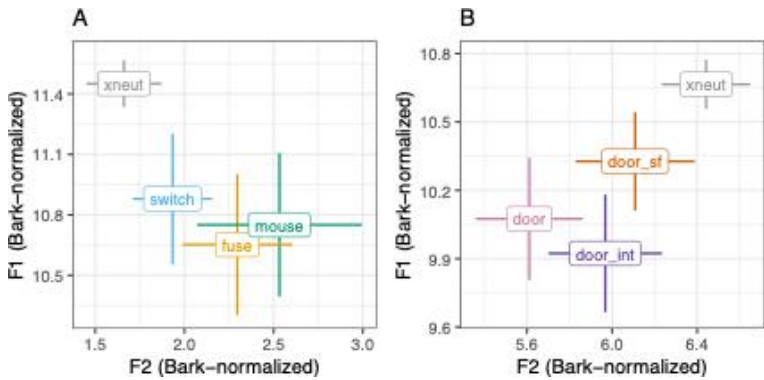 A
xneut
switch
mouse
fuse
11.4
11.1
10.8
10.5
F1 (Bark−normalized)
1.5
2.0
2.5
3.0
F2 (Bark−normalized)
B
xneut
door_sf
door
door_int
10.8
10.5
10.2
9.9
9.6
F1 (Bark−normalized)
5.6
6.0
6.4
F2 (Bark−normalized)